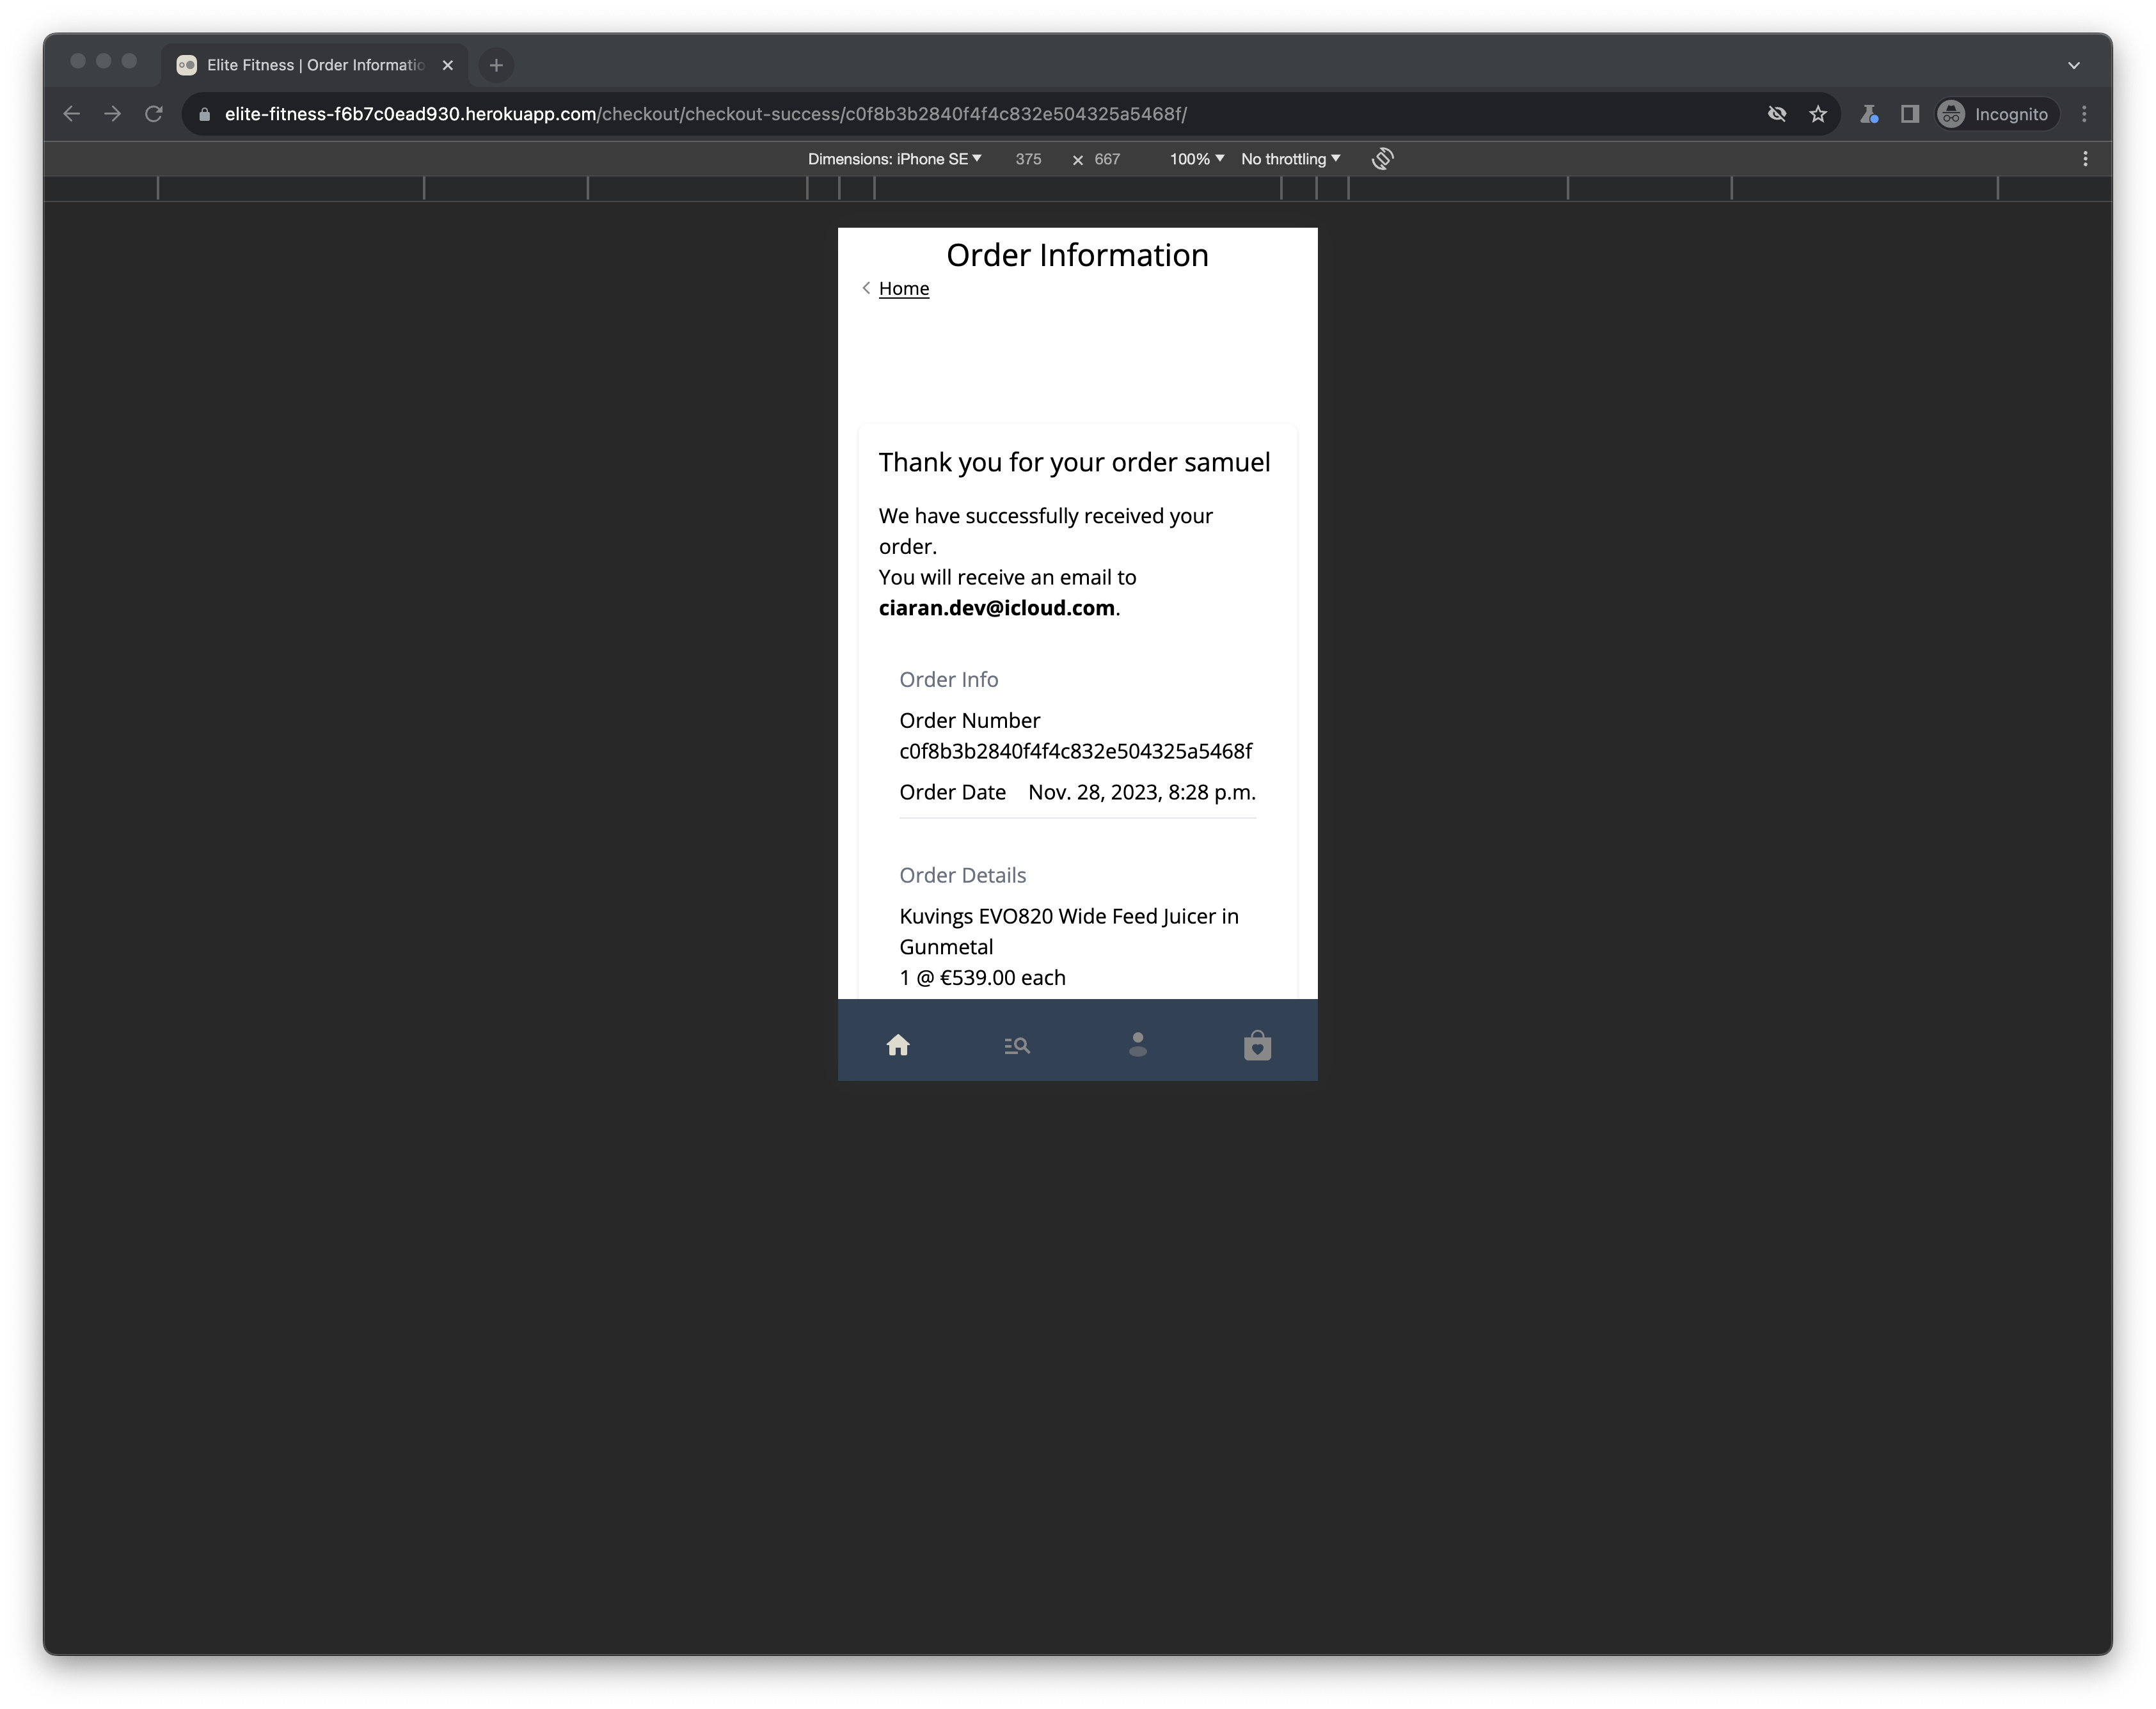 Elite Fitness | Order Informatio
elite-fitness-f6b7c0ead930.herokuapp.com/checkout/checkout-success/c0f8b3b2840f4f4c832e504325a5468f/
Incognito
Dimensions: iPhone SE 375 × 667 100% No throttling
Order Information
Home
Thank you for your order samuel
We have successfully received your
order.
You will receive an email to
ciaran.dev@icloud.com.
Order Info
Order Number
c0f8b3b2840f4f4c832e504325a5468f
Order Date Nov. 28, 2023, 8:28 p.m.
Order Details
Kuvings EVO820 Wide Feed Juicer in
Gunmetal
1 @ €539.00 each